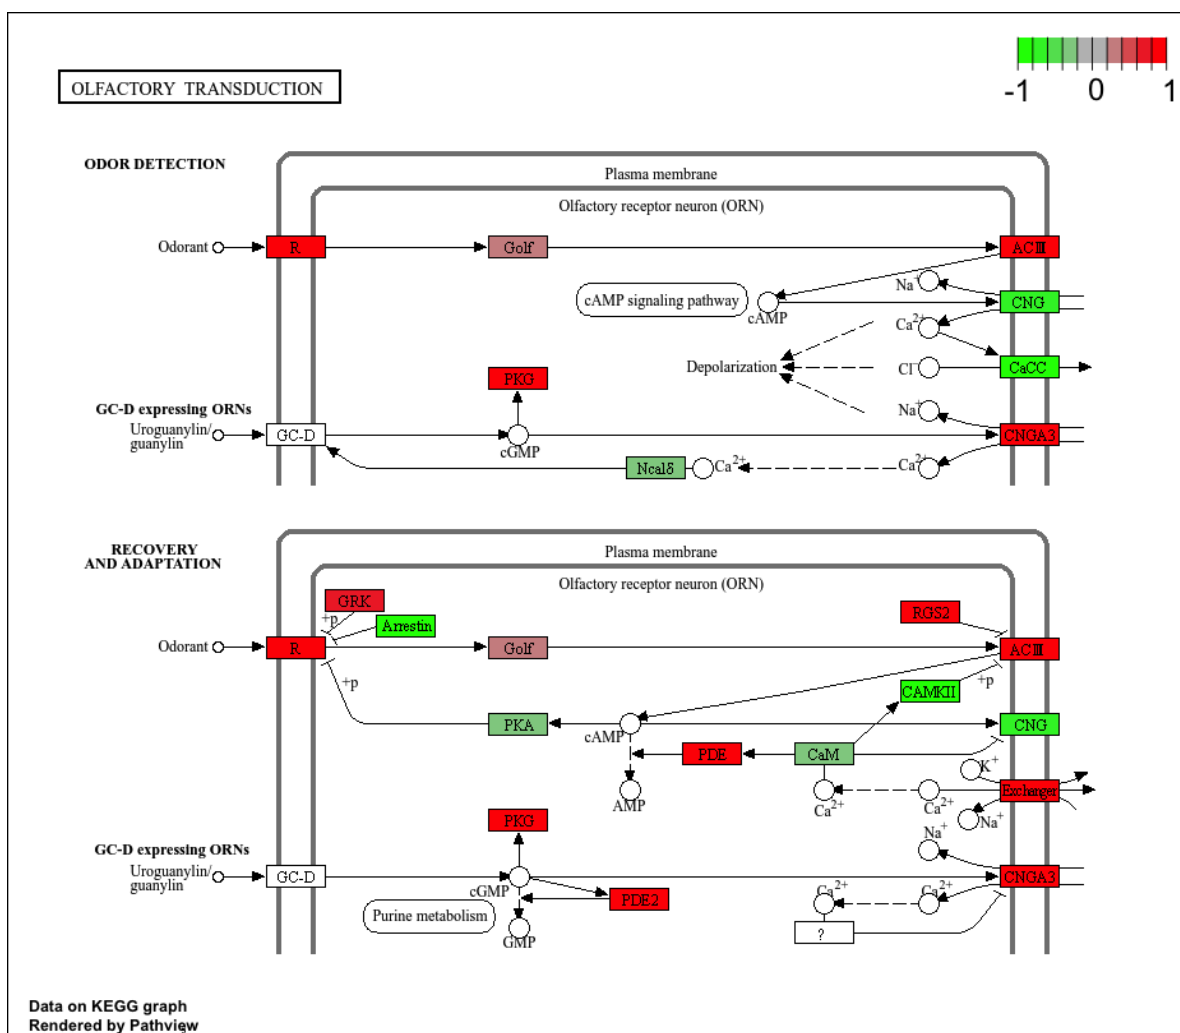 -1 0 1
OLFACTORY TRANSDUCTION
ODOR DETECTION
Plasma membrane
Olfactory receptor neuron (ORN)
Odorant
R
Golf
ACIII
Na+
cAMP signaling pathway
cAMP
CNG
Ca2+
Depolarization
Cl-
CaCC
PKG
GC-D expressing ORNs
Uroguanylin/
guanylin
GC-D
cGMP
Na+
CNGA3
Ncalδ
Ca2+
Ca2+
RECOVERY
AND ADAPTATION
Plasma membrane
Olfactory receptor neuron (ORN)
GRK
+p
Arrestin
RGS2
Odorant
R
Golf
ACIII
+p
CAMKII
+p
PKA
cAMP
CNG
PDE
CaM
K+
AMP
Ca2+
Ca2+
Exchanger
Na+
PKG
Na+
GC-D expressing ORNs
Uroguanylin/
guanylin
GC-D
cGMP
CNGA3
PDE2
Ca2+
Ca2+
Purine metabolism
GMP
?
Data on KEGG graph
Rendered by Pathview